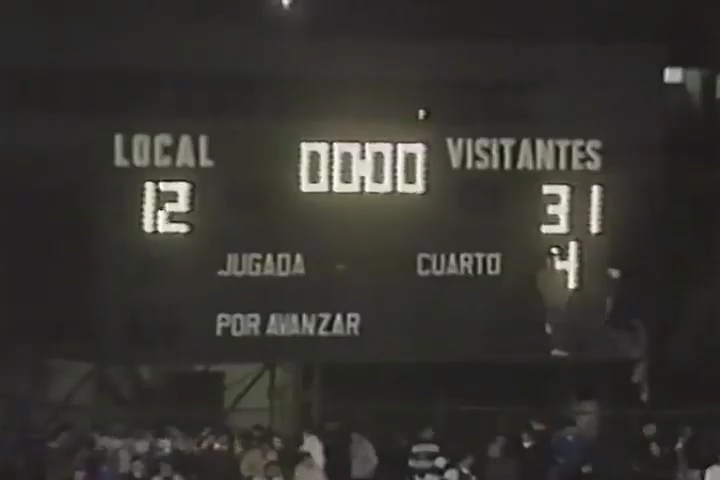 LOCAL 00:00 VISITANTES
12 31
JUGADA CUARTO 4
POR AVANZAR